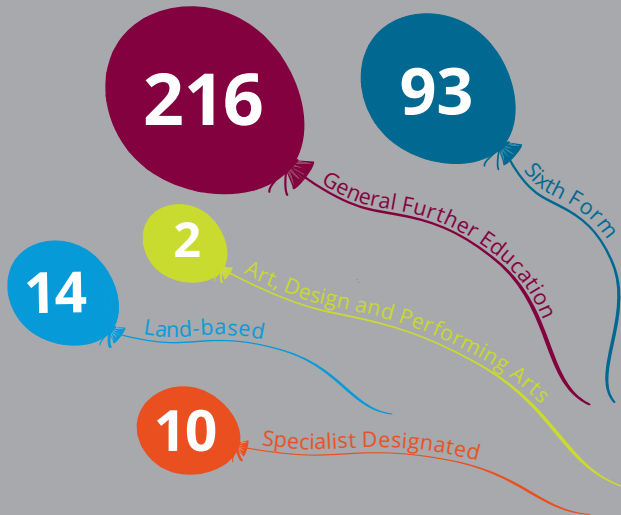 216
General Further Education
93
Sixth Form
2
Art, Design and Performing Arts
14
Land-based
10
Specialist Designated